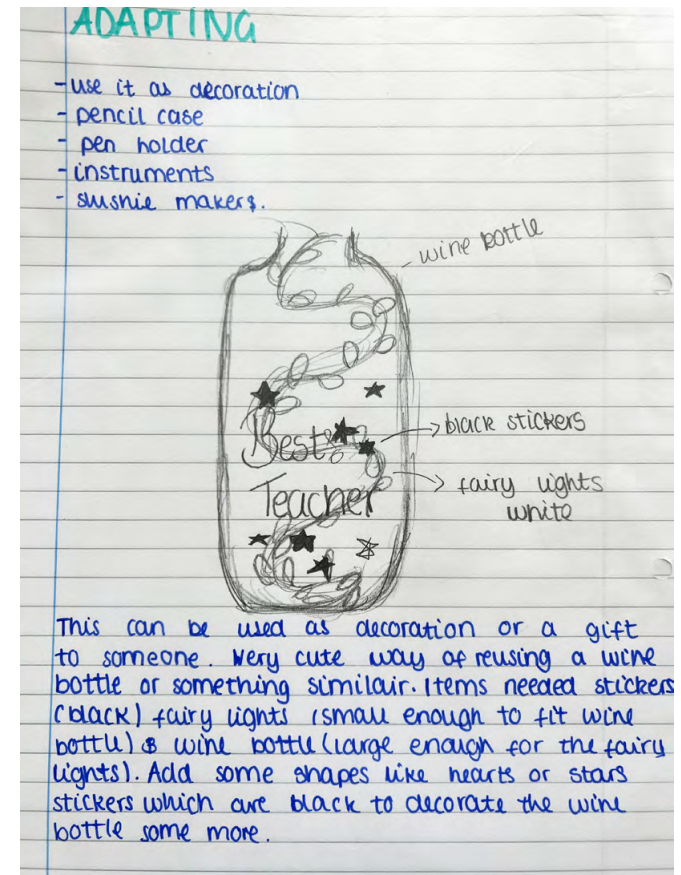 ADAPTING
- use it as decoration
- pencil case
- pen holder
- instruments
- slushie makers.
- wine bottle
Best
Teacher
black stickers
fairy lights
white
This can be used as decoration or a gift
to someone. Very cute way of reusing a wine
bottle or something similair. Items needed stickers
(black) fairy lights (small enough to fit wine
bottle) & wine bottle (large enough for the fairy
lights). Add some shapes like hearts or stars
stickers which are black to decorate the wine
bottle some more.